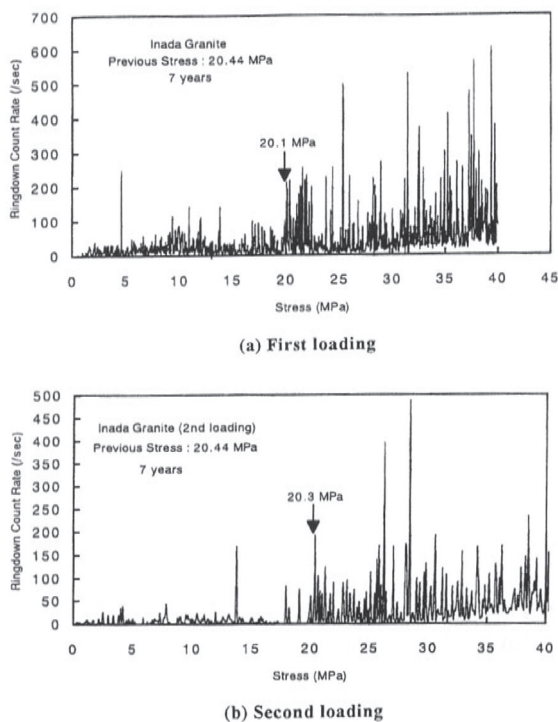 700
600
500
400
300
200
100
0
Ringdown Count Rate (/sec)
Inada Granite
Previous Stress : 20.44 MPa
7 years
20.1 MPa
0 5 10 15 20 25 30 35 40 45
Stress (MPa)
(a) First loading
500
450
400
350
300
250
200
150
100
50
0
Ringdown Count Rate (/sec)
Inada Granite (2nd loading)
Previous Stress : 20.44 MPa
7 years
20.3 MPa
0 5 10 15 20 25 30 35 40
Stress (MPa)
(b) Second loading